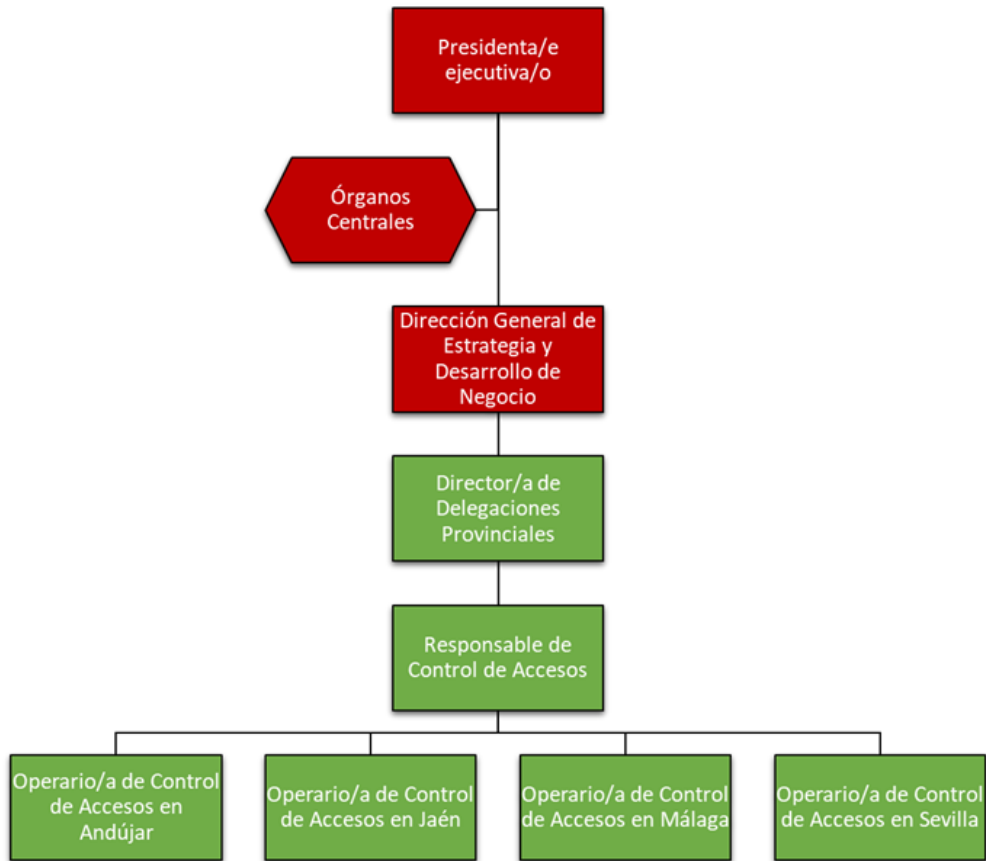 Presidenta/e
ejecutiva/o
Órganos
Centrales
Dirección General de
Estrategia y
Desarrollo de
Negocio
Director/a de
Delegaciones
Provinciales
Responsable de
Control de Accesos
Operario/a de Control
de Accesos en
Andújar
Operario/a de Control
de Accesos en Jaén
Operario/a de Control
de Accesos en Málaga
Operario/a de Control
de Accesos en Sevilla